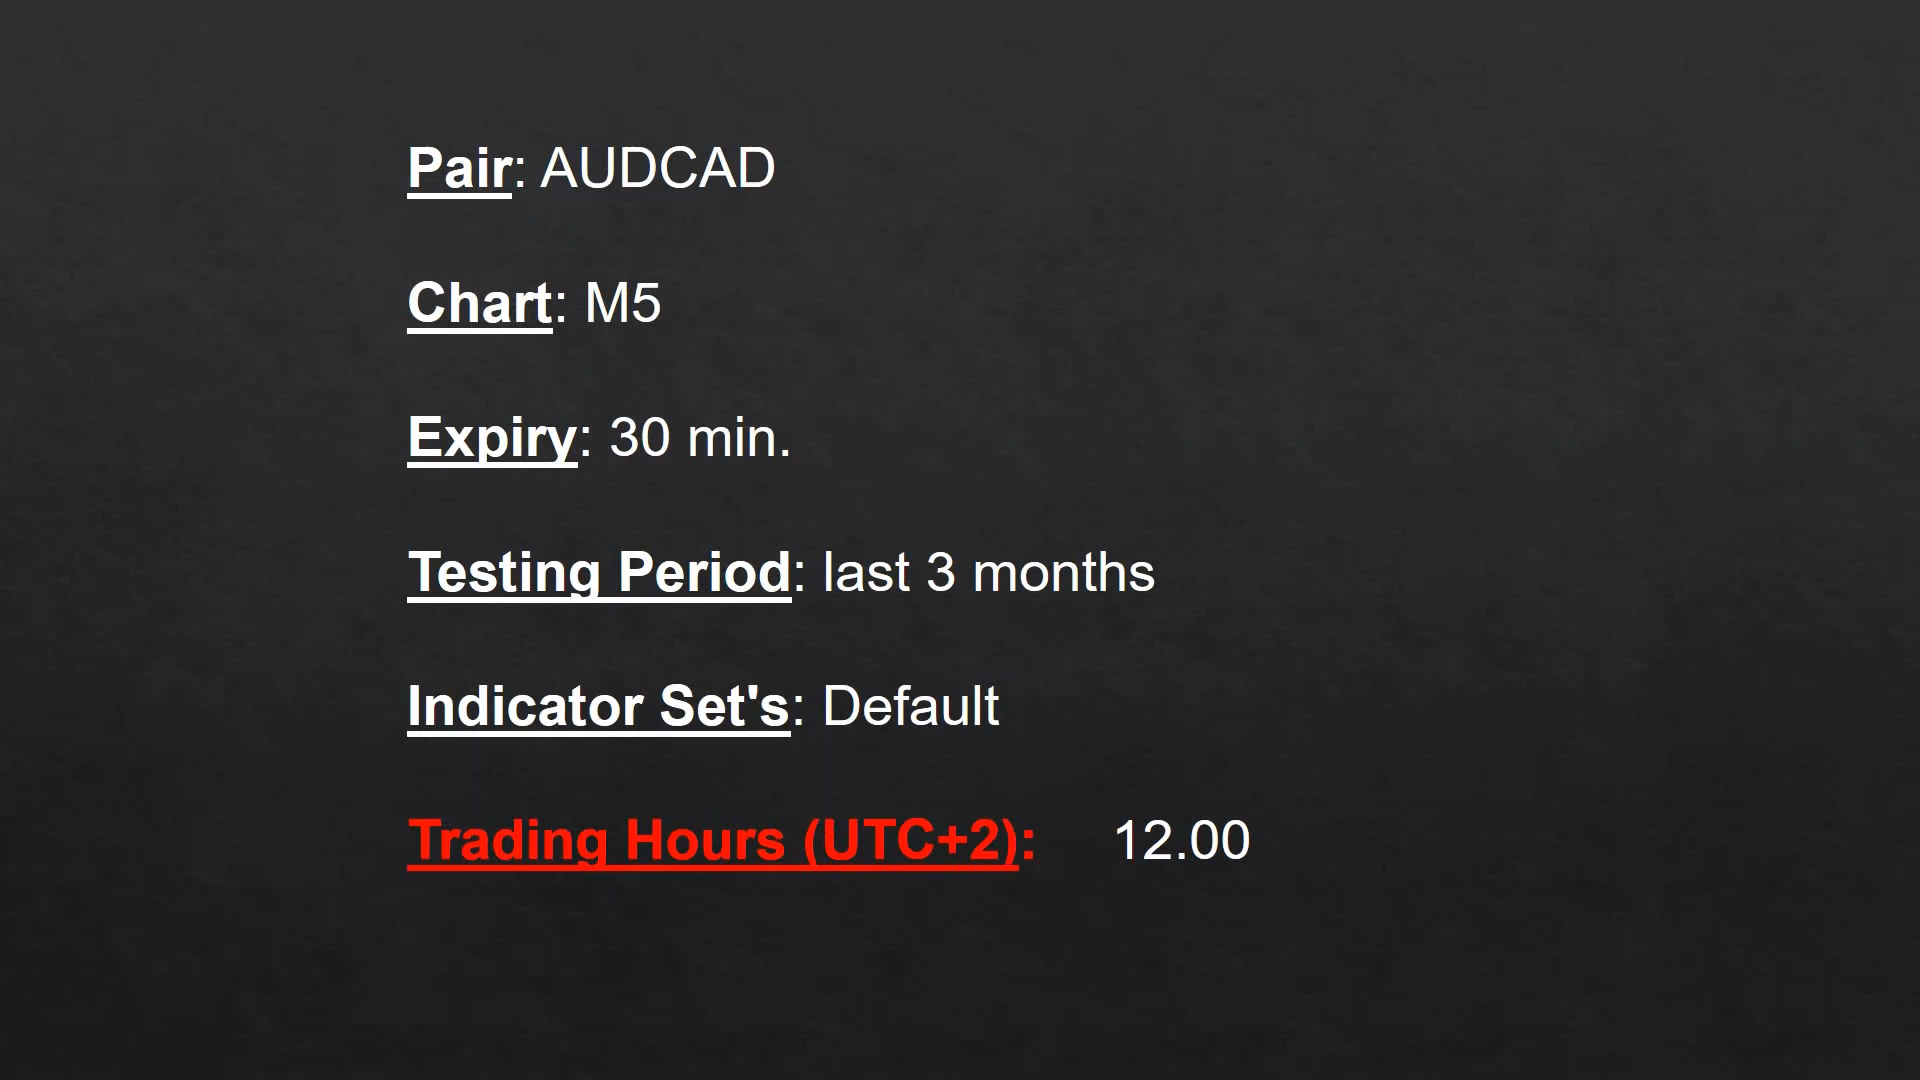 Pair: AUDCAD
Chart: M5
Expiry: 30 min.
Testing Period: last 3 months
Indicator Set's: Default
Trading Hours (UTC+2): 12.00